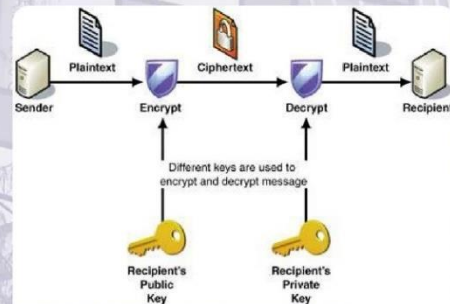 Plaintext
Ciphertext
Plaintext
Sender
Encrypt
Decrypt
Recipient
Different keys are used to
encrypt and decrypt message
Recipient's
Public
Key
Recipient's
Private
Key